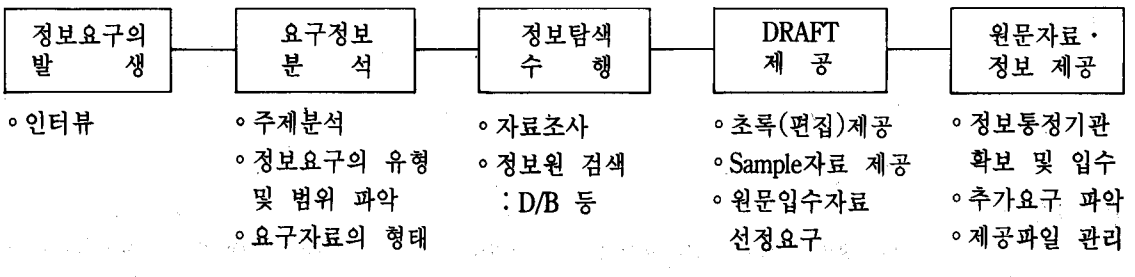 정보요구의
발 생
◦ 인터뷰
요구정보
분 석
◦ 주제분석
◦ 정보요구의 유형
및 범위 파악
◦ 요구자료의 형태
정보탐색
수 행
◦ 자료조사
◦ 정보원 검색
: D/B 등
DRAFT
제 공
◦ 초록(편집)제공
◦ Sample자료 제공
◦ 원문입수자료
선정요구
원문자료·
정보 제공
◦ 정보통정기관
확보 및 입수
◦ 추가요구 파악
◦ 제공파일 관리